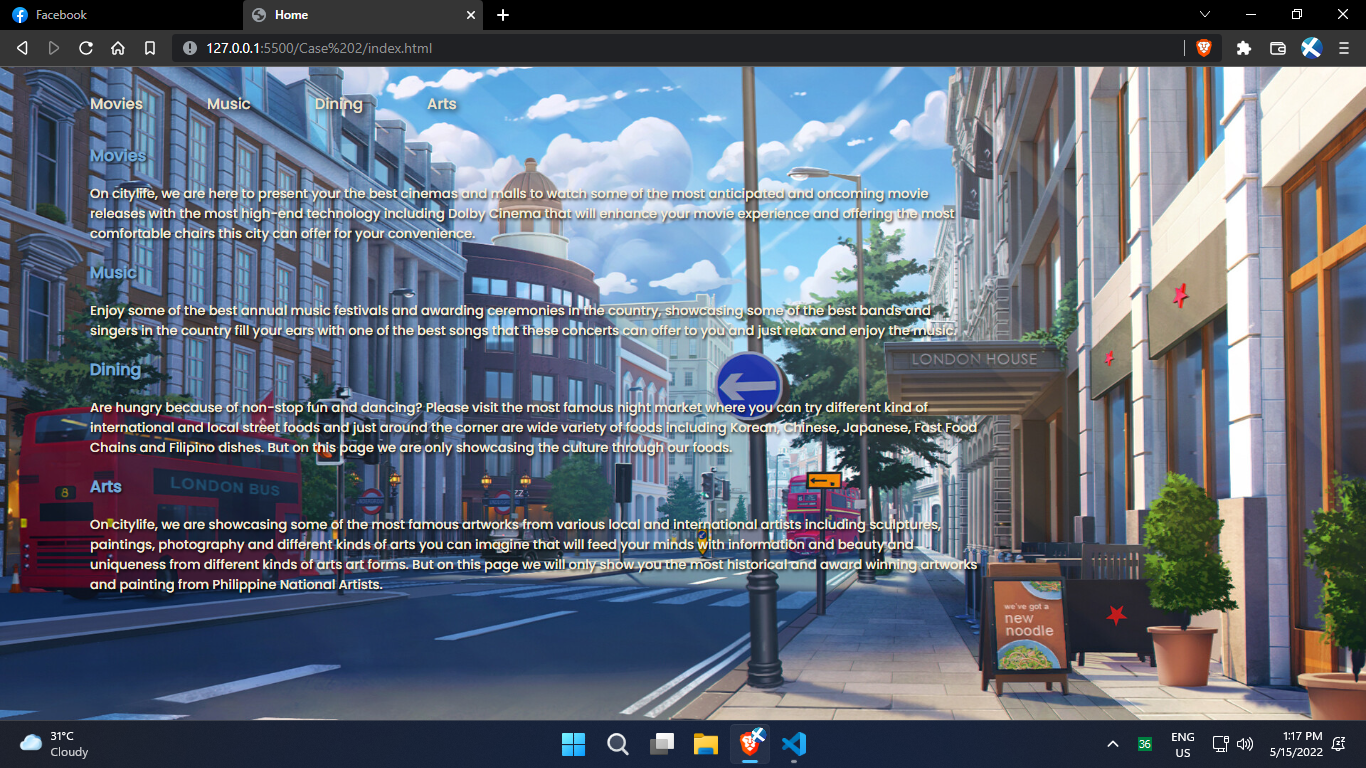 Facebook
Home
127.0.0.1:5500/Case%202/index.html
Movies Music Dining Arts
Movies
On citylife, we are here to present your the best cinemas and malls to watch some of the most anticipated and oncoming movie
releases with the most high-end technology including Dolby Cinema that will enhance your movie experience and offering the most
comfortable chairs this city can offer for your convenience.
Music
Enjoy some of the best annual music festivals and awarding ceremonies in the country, showcasing some of the best bands and
singers in the country fill your ears with one of the best songs that these concerts can offer to you and just relax and enjoy the music.
LONDON HOUSE
Dining
Are hungry because of non-stop fun and dancing? Please visit the most famous night market where you can try different kind of
international and local street foods and just around the corner are wide variety of foods including Korean, Chinese, Japanese, Fast Food
Chains and Filipino dishes. But on this page we are only showcasing the culture through our foods.
Arts
8
LONDON BUS
On citylife, we are showcasing some of the most famous artworks from various local and international artists including sculptures,
paintings, photography and different kinds of arts you can imagine that will feed your minds with information and beauty and
uniqueness from different kinds of arts art forms. But on this page we will only show you the most historical and award winning artworks
and painting from Philippine National Artists.
we've got a
new
noodle
31°C
Cloudy
36
ENG
US
1:17 PM
5/15/2022